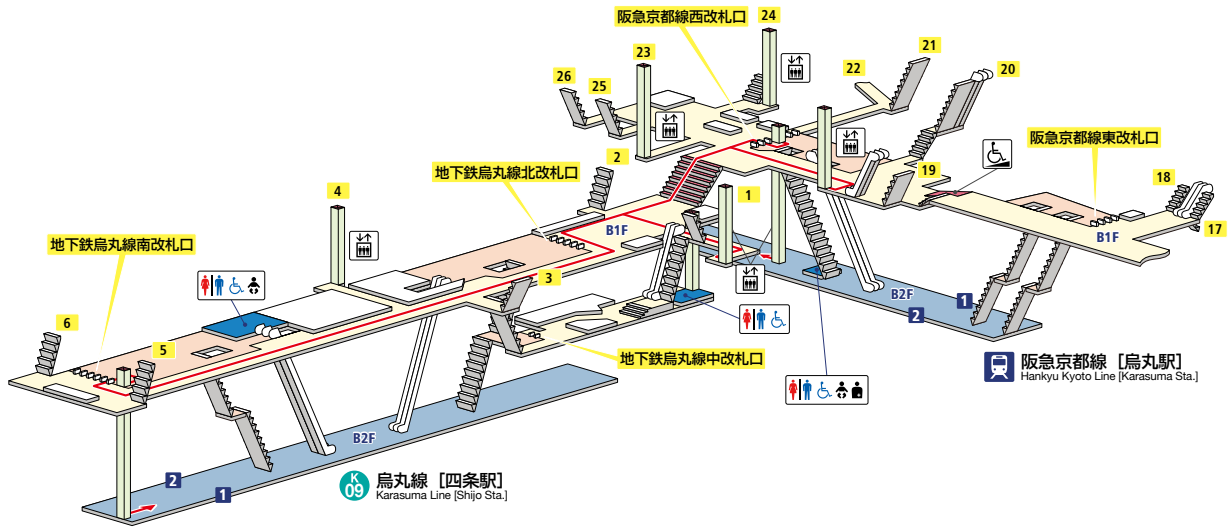 阪急京都線西改札口
24
23
21
22
20
26
25
阪急京都線東改札口
2
地下鉄烏丸線北改札口
19
18
4
1
17
B1F
B1F
地下鉄烏丸線南改札口
3
B2F
1
2
6
5
地下鉄烏丸線中改札口
阪急京都線 [烏丸駅]
Hankyu Kyoto Line [Karasuma Sta.]
B2F
2
1
K
09
烏丸線 [四条駅]
Karasuma Line [Shijo Sta.]